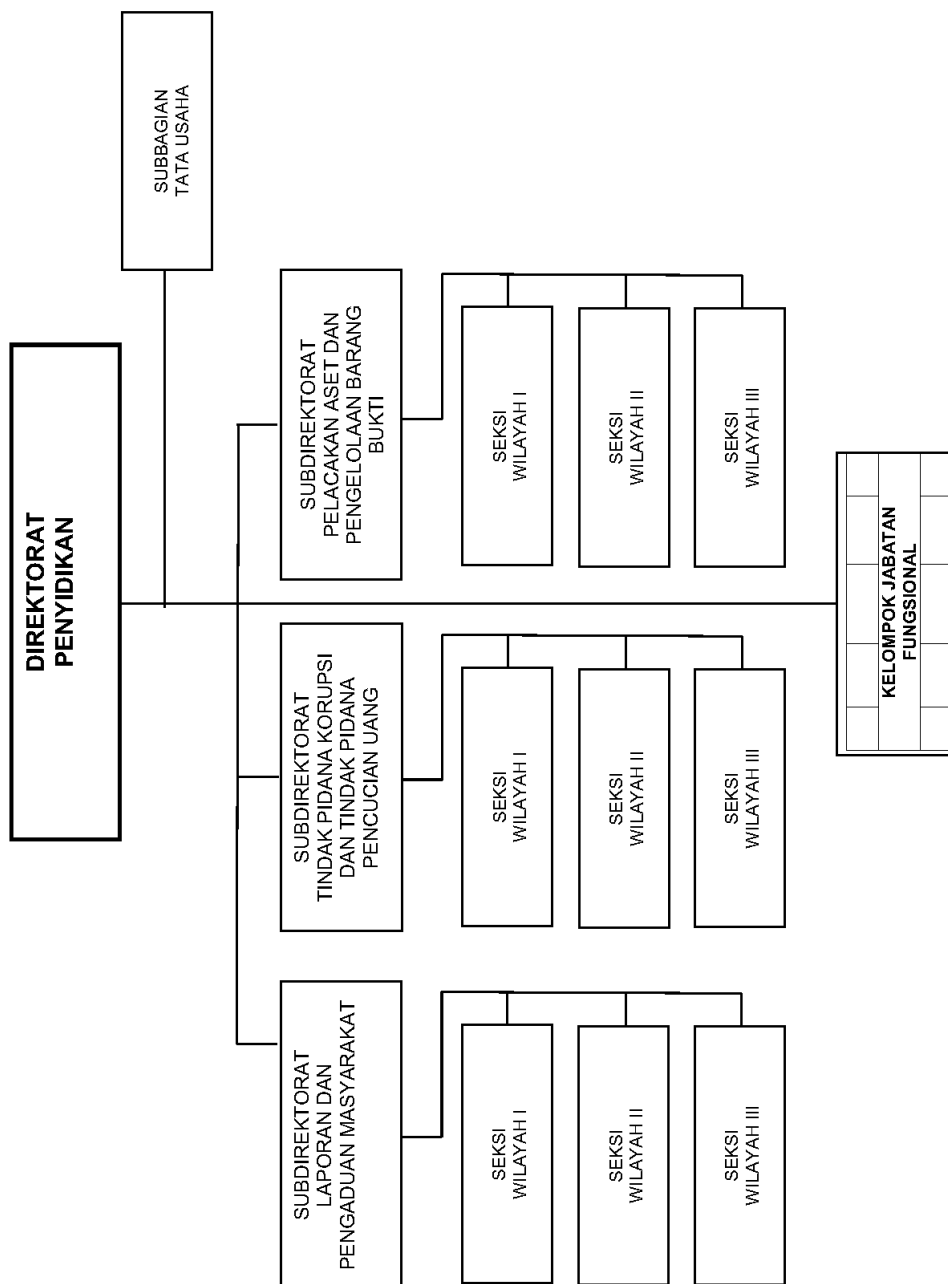 DIREKTORAT
PENYIDIKAN
SUBBAGIAN
TATA USAHA
SUBDIREKTORAT
LAPORAN DAN
PENGADUAN MASYARAKAT
SEKSI
WILAYAH I
SEKSI
WILAYAH II
SEKSI
WILAYAH III
SUBDIREKTORAT
TINDAK PIDANA KORUPSI
DAN TINDAK PIDANA
PENCUCIAN UANG
SEKSI
WILAYAH I
SEKSI
WILAYAH II
SEKSI
WILAYAH III
SUBDIREKTORAT
PELACAKAN ASET DAN
PENGELOLAAN BARANG
BUKTI
SEKSI
WILAYAH I
SEKSI
WILAYAH II
SEKSI
WILAYAH III
KELOMPOK JABATAN
FUNGSIONAL